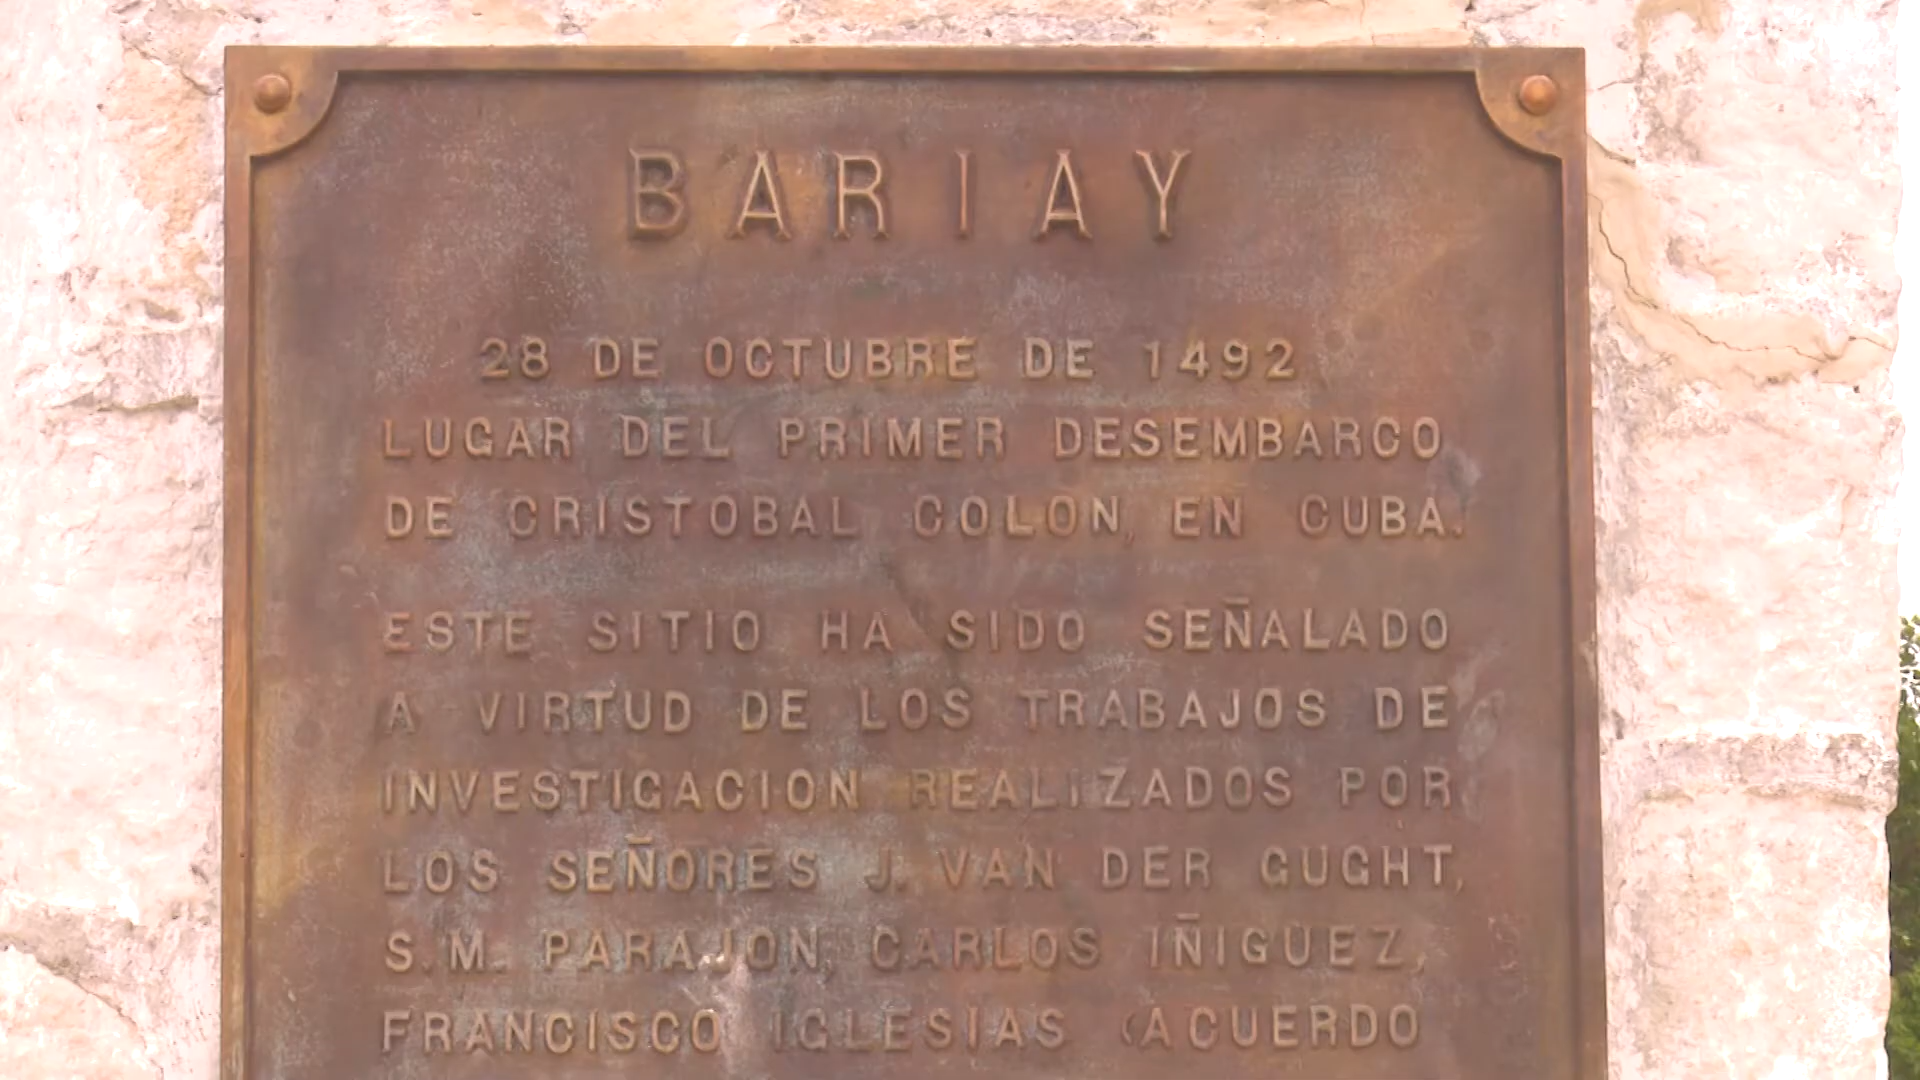 BARIAY
28 DE OCTUBRE DE 1492
LUGAR DEL PRIMER DESEMBARCO
DE CRISTOBAL COLON, EN CUBA.
ESTE SITIO HA SIDO SEÑALADO
A VIRTUD DE LOS TRABAJOS DE
INVESTIGACION REALIZADOS POR
LOS SEÑORES J. VAN DER GUGHT,
S.M. PARAJON, CARLOS IÑIGUEZ,
FRANCISCO IGLESIAS (ACUERDO